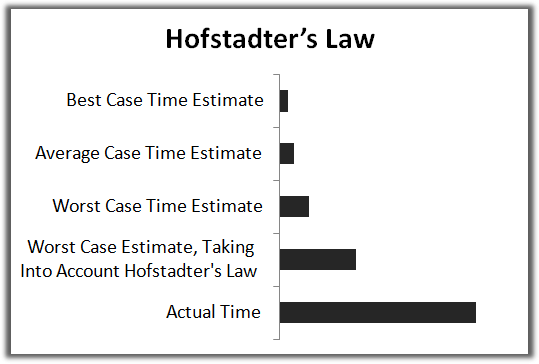 Hofstadter’s Law
Best Case Time Estimate
Average Case Time Estimate
Worst Case Time Estimate
Worst Case Estimate, Taking
Into Account Hofstadter's Law
Actual Time